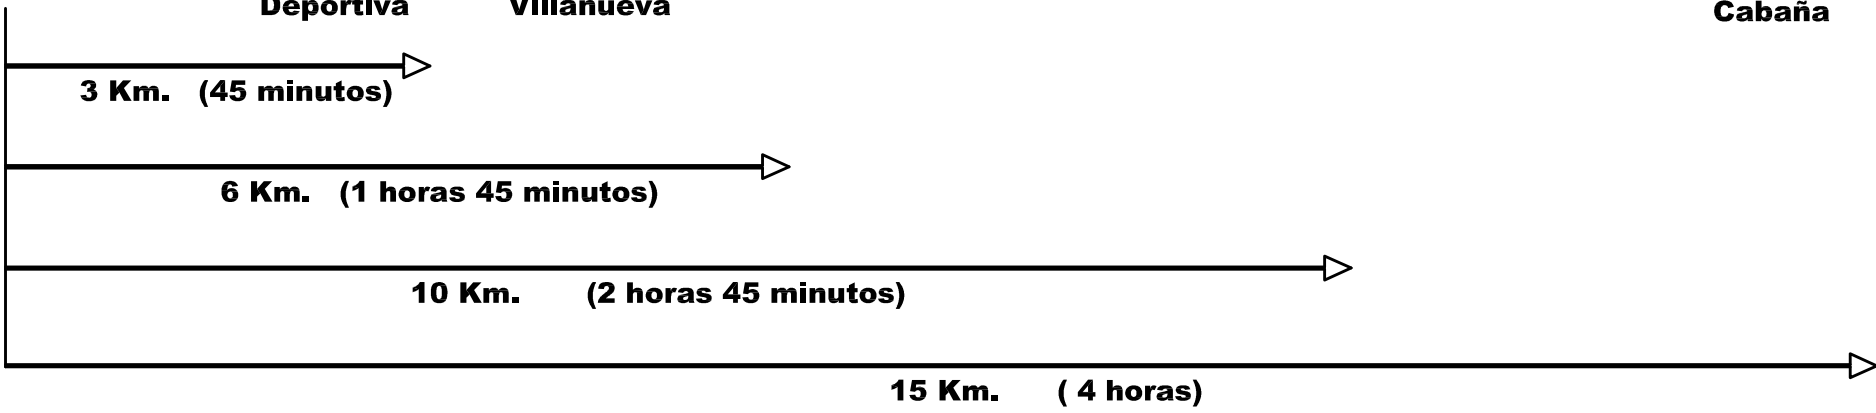 Deportiva Villanueva
Cabaña
3 Km. (45 minutos)
6 Km. (1 horas 45 minutos)
10 Km. (2 horas 45 minutos)
15 Km. ( 4 horas)